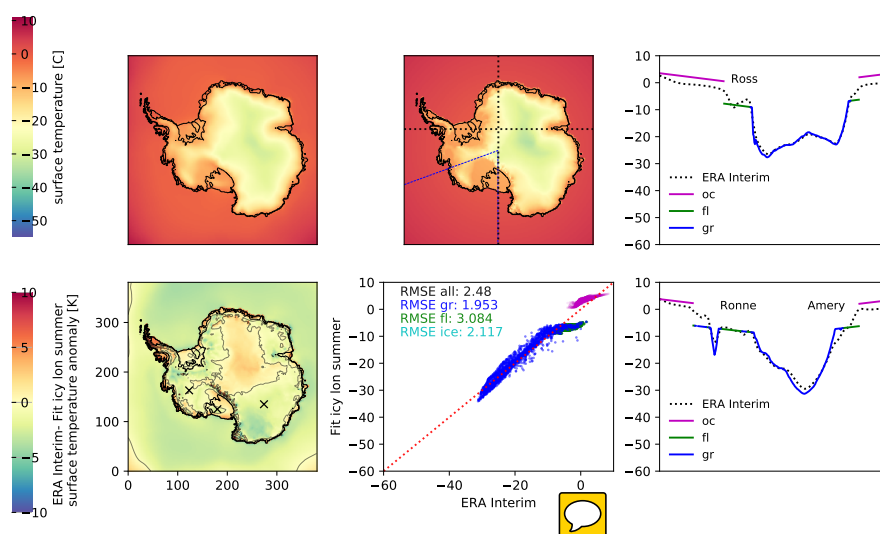 10
0
−10
−20
−30
−40
−50
surface temperature [C]
10
0
−10
−20
−30
−40
−50
−60
Ross
ERA Interim
oc
fl
gr
10
5
0
−5
−10
ERA Interim- Fit icy lon summer
surface temperature anomaly [K]
300
200
100
0
0
100
200
300
10
0
−10
−20
−30
−40
−50
−60
Fit icy lon summer
RMSE all: 2.48
RMSE gr: 1.953
RMSE fl: 3.084
RMSE ice: 2.117
−60
−40
−20
0
ERA Interim
10
0
−10
−20
−30
−40
−50
−60
Ronne
Amery
ERA Interim
oc
fl
gr